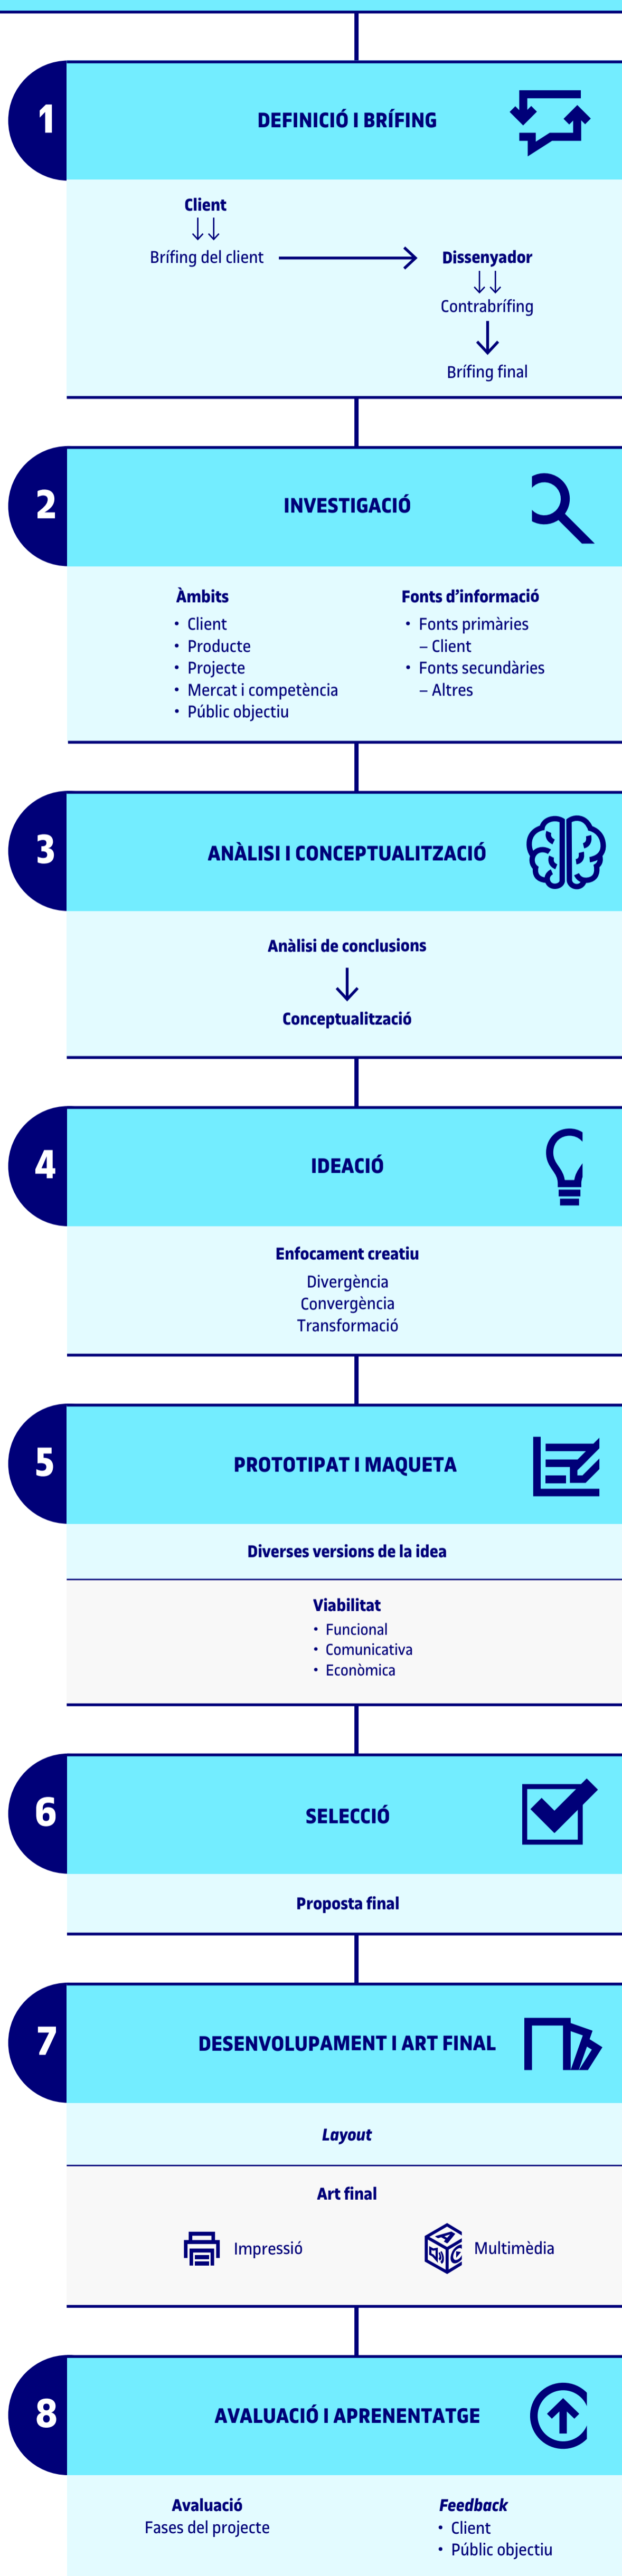 1
DEFINICIÓ I BRÍFING
Client
Brífing del client
Dissenyador
Contrabrífing
Brífing final
2
INVESTIGACIÓ
Àmbits
• Client
• Producte
• Projecte
• Mercat i competència
• Públic objectiu
Fonts d’informació
• Fonts primàries
– Client
• Fonts secundàries
– Altres
3
ANÀLISI I CONCEPTUALITZACIÓ
Anàlisi de conclusions
Conceptualització
4
IDEACIÓ
Enfocament creatiu
Divergència
Convergència
Transformació
5
PROTOTIPAT I MAQUETA
Diverses versions de la idea
Viabilitat
• Funcional
• Comunicativa
• Econòmica
6
SELECCIÓ
Proposta final
7
DESENVOLUPAMENT I ART FINAL
Layout
Art final
Impressió
A
C
Multimèdia
8
AVALUACIÓ I APRENENTATGE
Avaluació
Fases del projecte
Feedback
• Client
• Públic objectiu